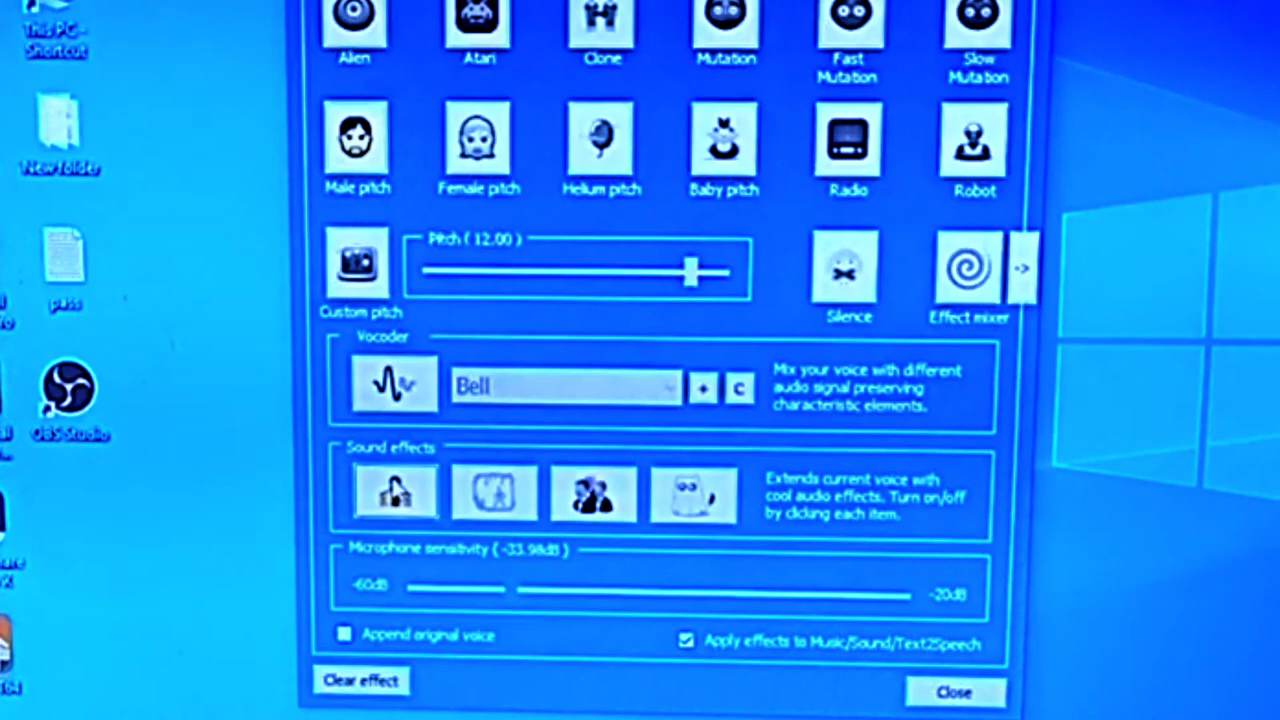 This PC -
Shortcut
Alien
Atari
Clone
Mutation
Fast
Mutation
Slow
Mutation
New folder
Male pitch
Female pitch
Helium pitch
Baby pitch
Radio
Robot
pass
Pitch ( 12.00 )
->
Custom pitch
Silence
Effect mixer
Vocoder
Bell
+
C
Mix your voice with different
audio signal preserving
characteristic elements.
OBS Studio
Sound effects
Extends current voice with
cool audio effects. Turn on/off
by clicking each item.
Microphone sensitivity ( -33.98dB )
-60dB
-20dB
Append original voice
Apply effects to Music/Sound/Text2Speech
Clear effect
Close